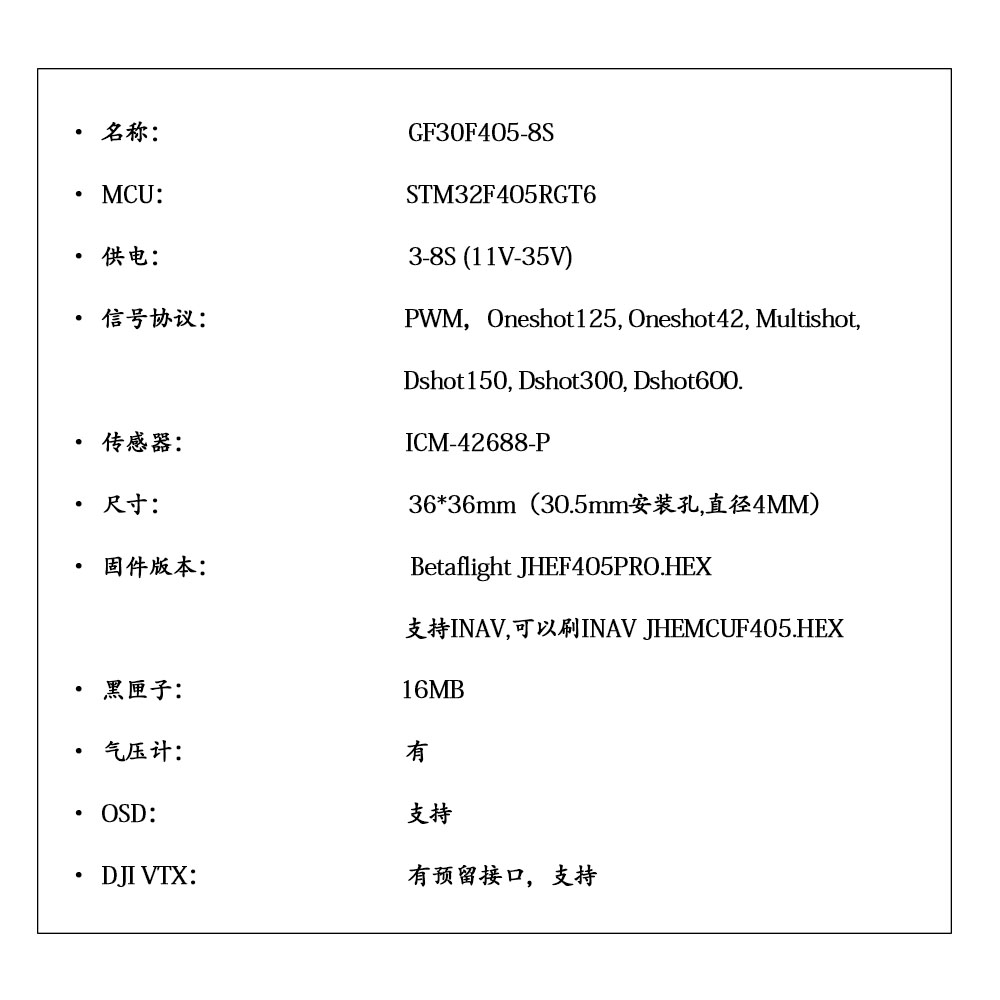 · 名称： GF30F405-8S
· MCU： STM32F405RGT6
· 供电： 3-8S (11V-35V)
· 信号协议： PWM，Oneshot125, Oneshot42, Multishot,
Dshot150, Dshot300, Dshot600.
· 传感器： ICM-42688-P
· 尺寸： 36*36mm（30.5mm安装孔,直径4MM）
· 固件版本： Betaflight JHEF405PRO.HEX
支持INAV,可以刷INAV JHEMCUF405.HEX
· 黑匣子： 16MB
· 气压计： 有
· OSD： 支持
· DJI VTX： 有预留接口，支持